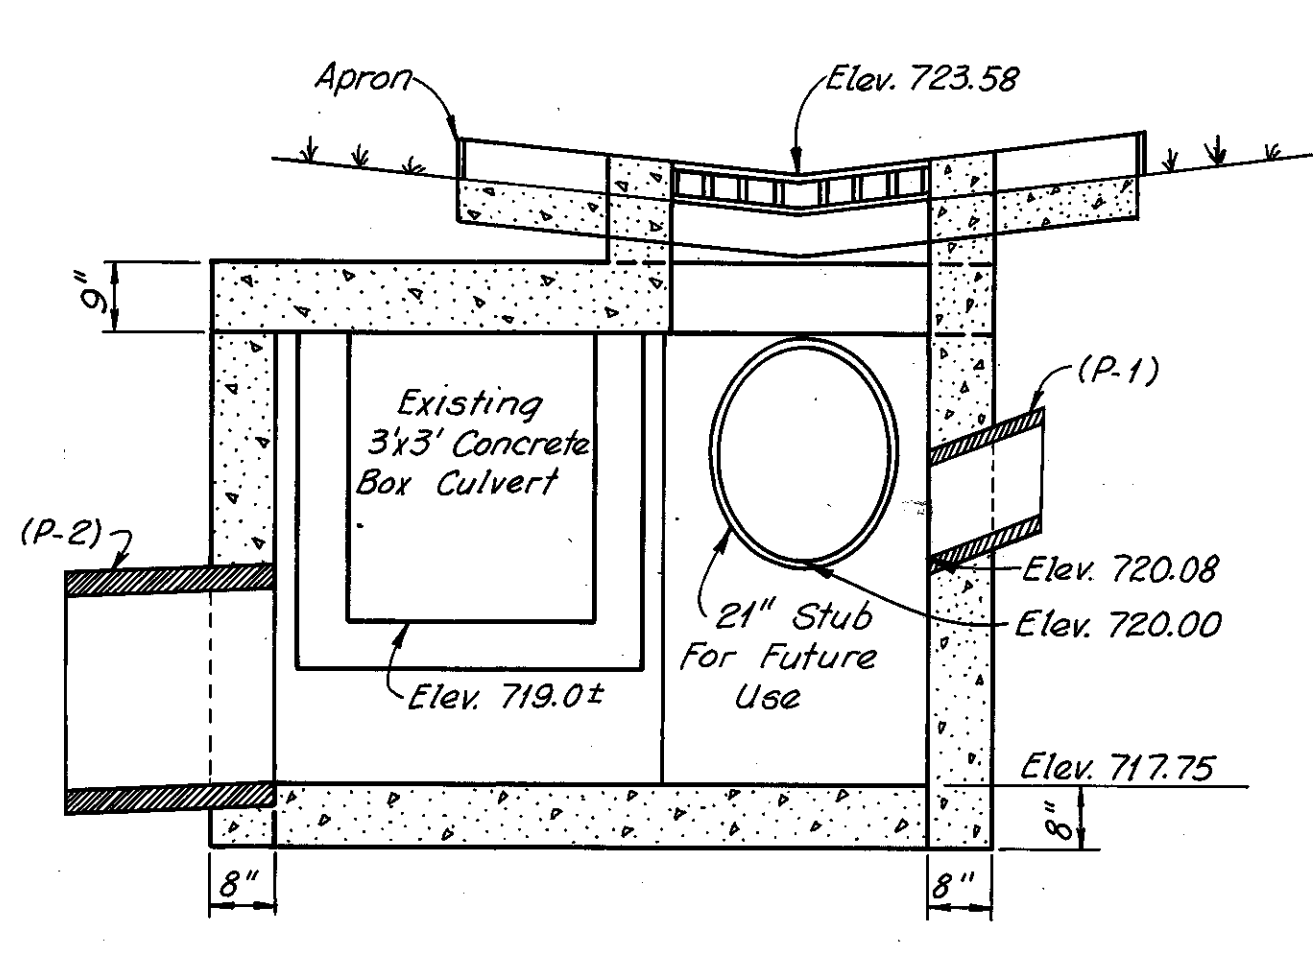 Apron
Elev. 723.58
9"
(P-1)
Existing
3'x3' Concrete
Box Culvert
(P-2)
Elev. 720.08
21" Stub
For Future
Use
Elev. 720.00
Elev. 719.0±
Elev. 717.75
8"
8"
8"